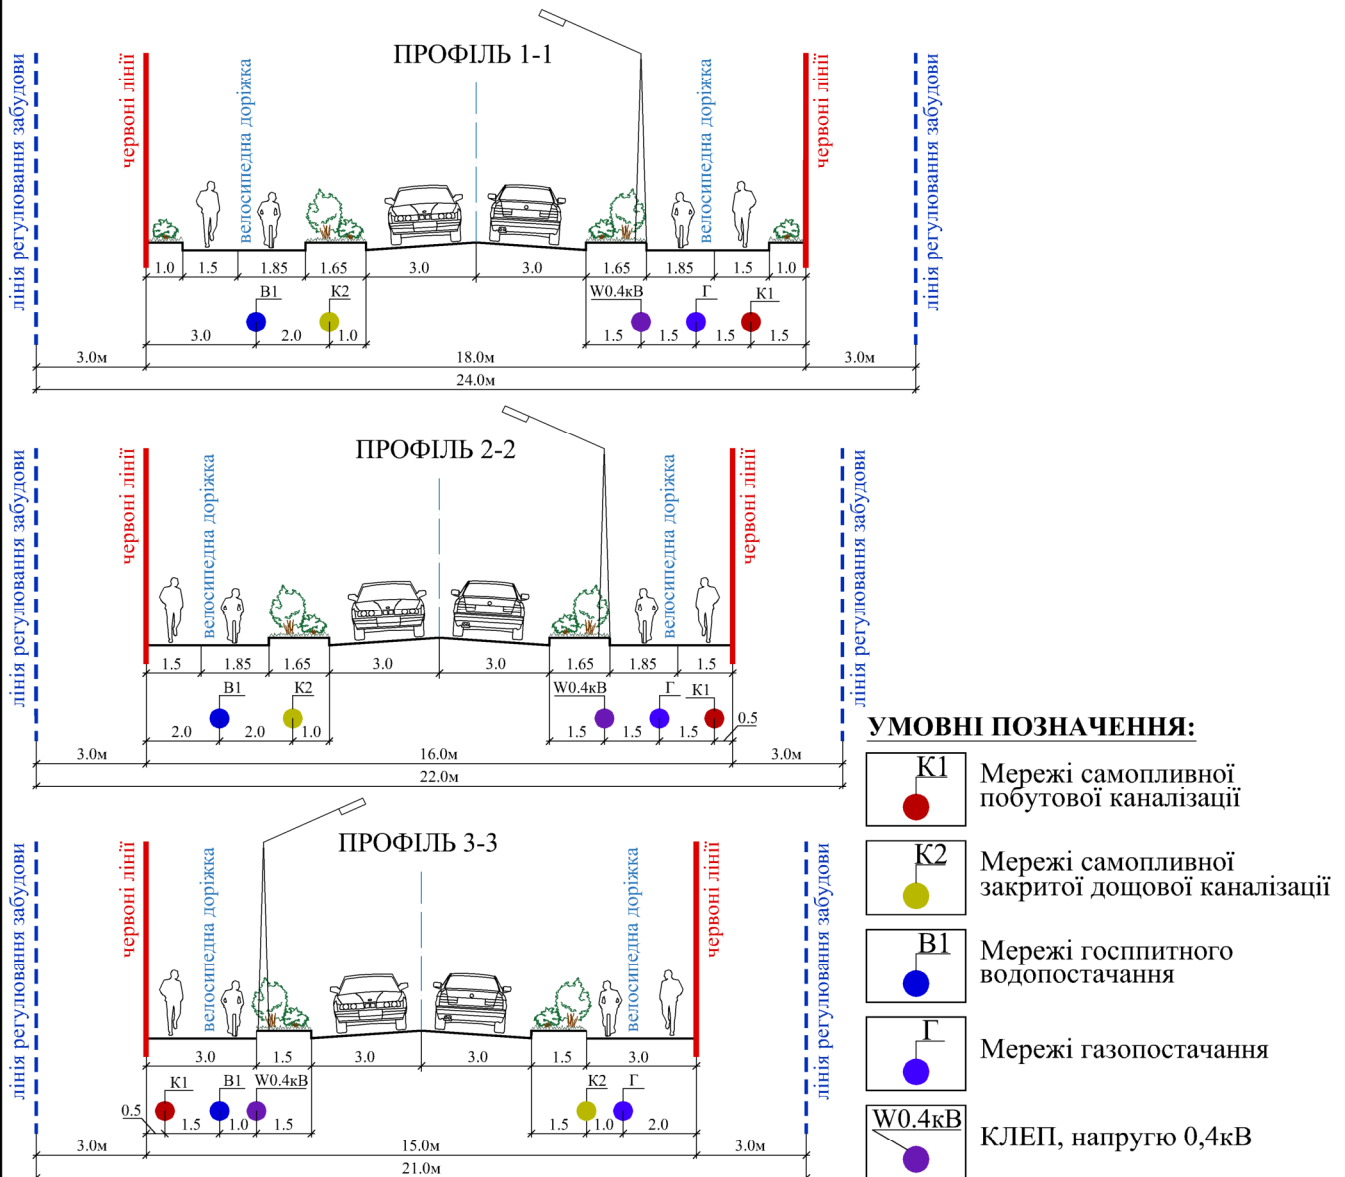 ПРОФІЛЬ 1-1
лінія регулювання забудови
червоні лінії
велосипедна доріжка
велосипедна доріжка
червоні лінії
лінія регулювання забудови
1.0 1.5 1.85 1.65 3.0 3.0 1.65 1.85 1.5 1.0
В1 К2 W0.4кВ Г К1
3.0 2.0 1.0 1.5 1.5 1.5 1.5
3.0м 18.0м 3.0м
24.0м
ПРОФІЛЬ 2-2
лінія регулювання забудови
червоні лінії
велосипедна доріжка
велосипедна доріжка
червоні лінії
лінія регулювання забудови
1.5 1.85 1.65 3.0 3.0 1.65 1.85 1.5
В1 К2 W0.4кВ Г К1
2.0 2.0 1.0 1.5 1.5 1.5 0.5
3.0м 16.0м 3.0м
22.0м
ПРОФІЛЬ 3-3
лінія регулювання забудови
червоні лінії
велосипедна доріжка
велосипедна доріжка
червоні лінії
лінія регулювання забудови
3.0 1.5 3.0 3.0 1.5 3.0
К1 В1 W0.4кВ К2 Г
0.5 1.5 1.0 1.5 1.5 1.0 2.0
3.0м 15.0м 3.0м
21.0м
УМОВНІ ПОЗНАЧЕННЯ:
К1
Мережі самопливної
побутової каналізації
К2
Мережі самопливної
закритої дощової каналізації
В1
Мережі госппитного
водопостачання
Г
Мережі газопостачання
W0.4кВ
КЛЕП, напругю 0,4кВ